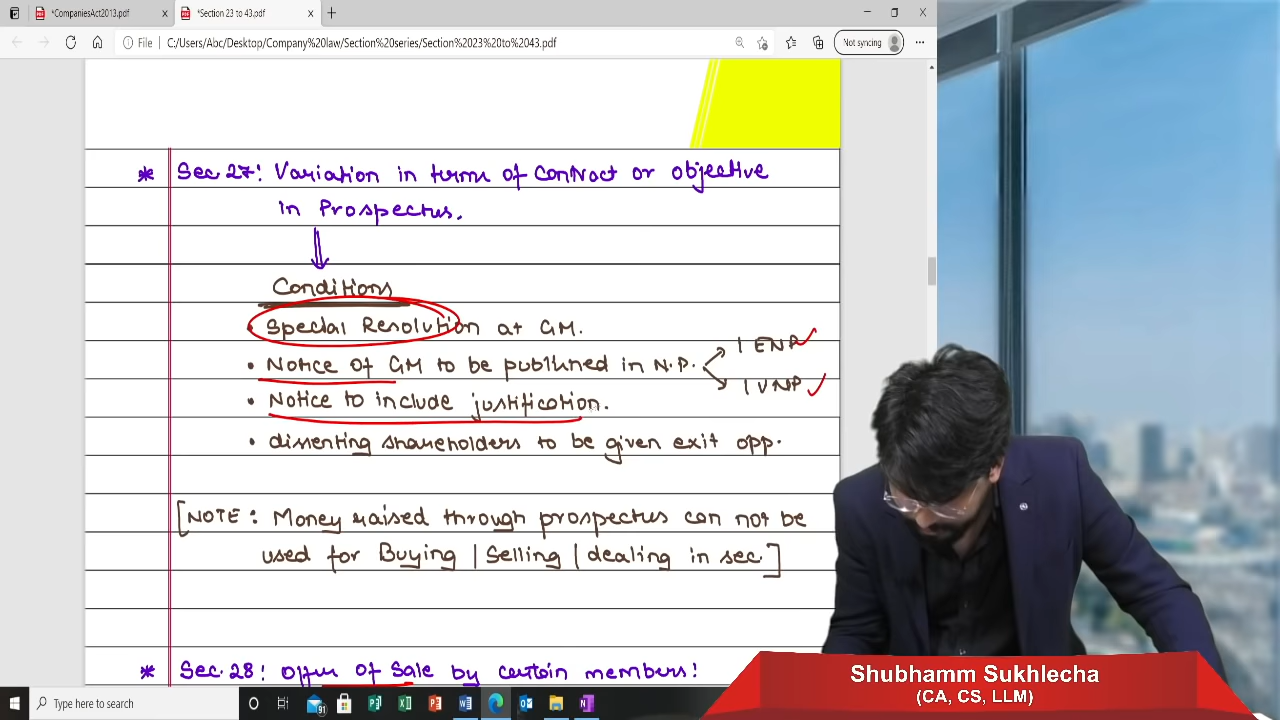 *CompaniesAct2013.pdf
*Section 23 to 43.pdf
File
C:/Users/Abc/Desktop/Company%20law/Section%20series/Section%2023%20to%2043.pdf
Not syncing
* Sec 27: Variation in terms of contract or objective
in Prospectus.
Conditions
• Special Resolution at GM.
• Notice of GM to be published in N.P. 1 ENP
1 VNP
• Notice to include justification.
• dissenting shareholders to be given exit opp.
[NOTE: Money raised through prospectus can not be
used for Buying | Selling | dealing in sec.]
* Sec. 28: Offer of Sale by certain members:
Shubhamm Sukhlecha
(CA, CS, LLM)
Type here to search
91